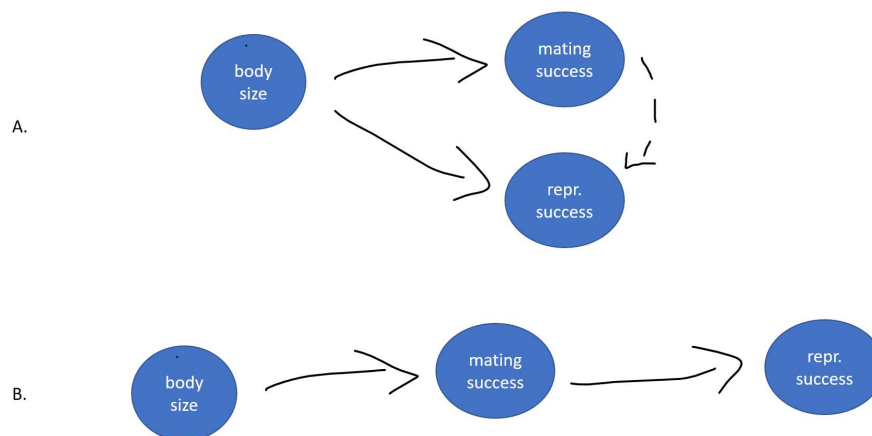 A.
body
size
mating
success
repr.
success
B.
body
size
mating
success
repr.
success